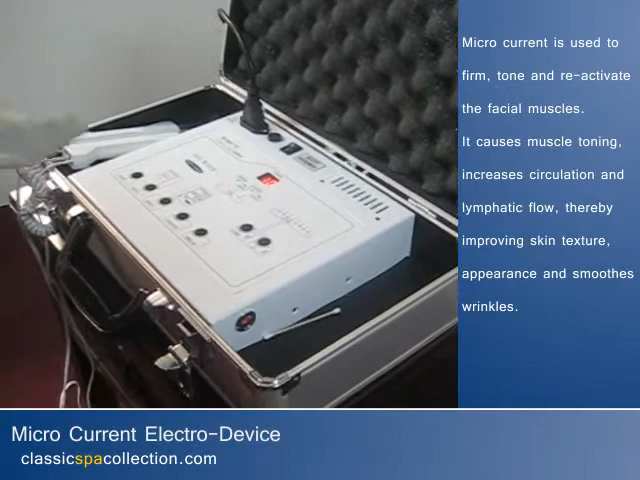 Micro current is used to
firm, tone and re-activate
the facial muscles.
It causes muscle toning,
increases circulation and
lymphatic flow, thereby
improving skin texture,
appearance and smoothes
wrinkles.
Micro Current Electro-Device
classicspacollection.com